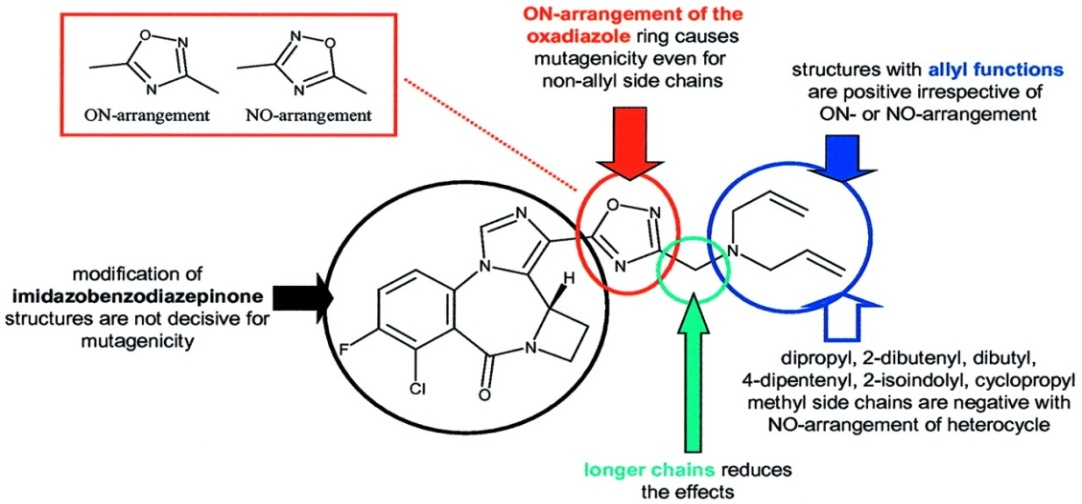 ON-arrangement of the
oxadiazole ring causes
mutagenicity even for
non-allyl side chains
structures with allyl functions
are positive irrespective of
ON- or NO-arrangement
O N
N
N O
N
ON-arrangement NO-arrangement
modification of
imidazobenzodiazepinone
structures are not decisive for
mutagenicity
N
N
O N
N
N
H
N
F
Cl
O
dipropyl, 2-dibutenyl, dibutyl,
4-dipentenyl, 2-isoindolyl, cyclopropyl
methyl side chains are negative with
NO-arrangement of heterocycle
longer chains reduces
the effects